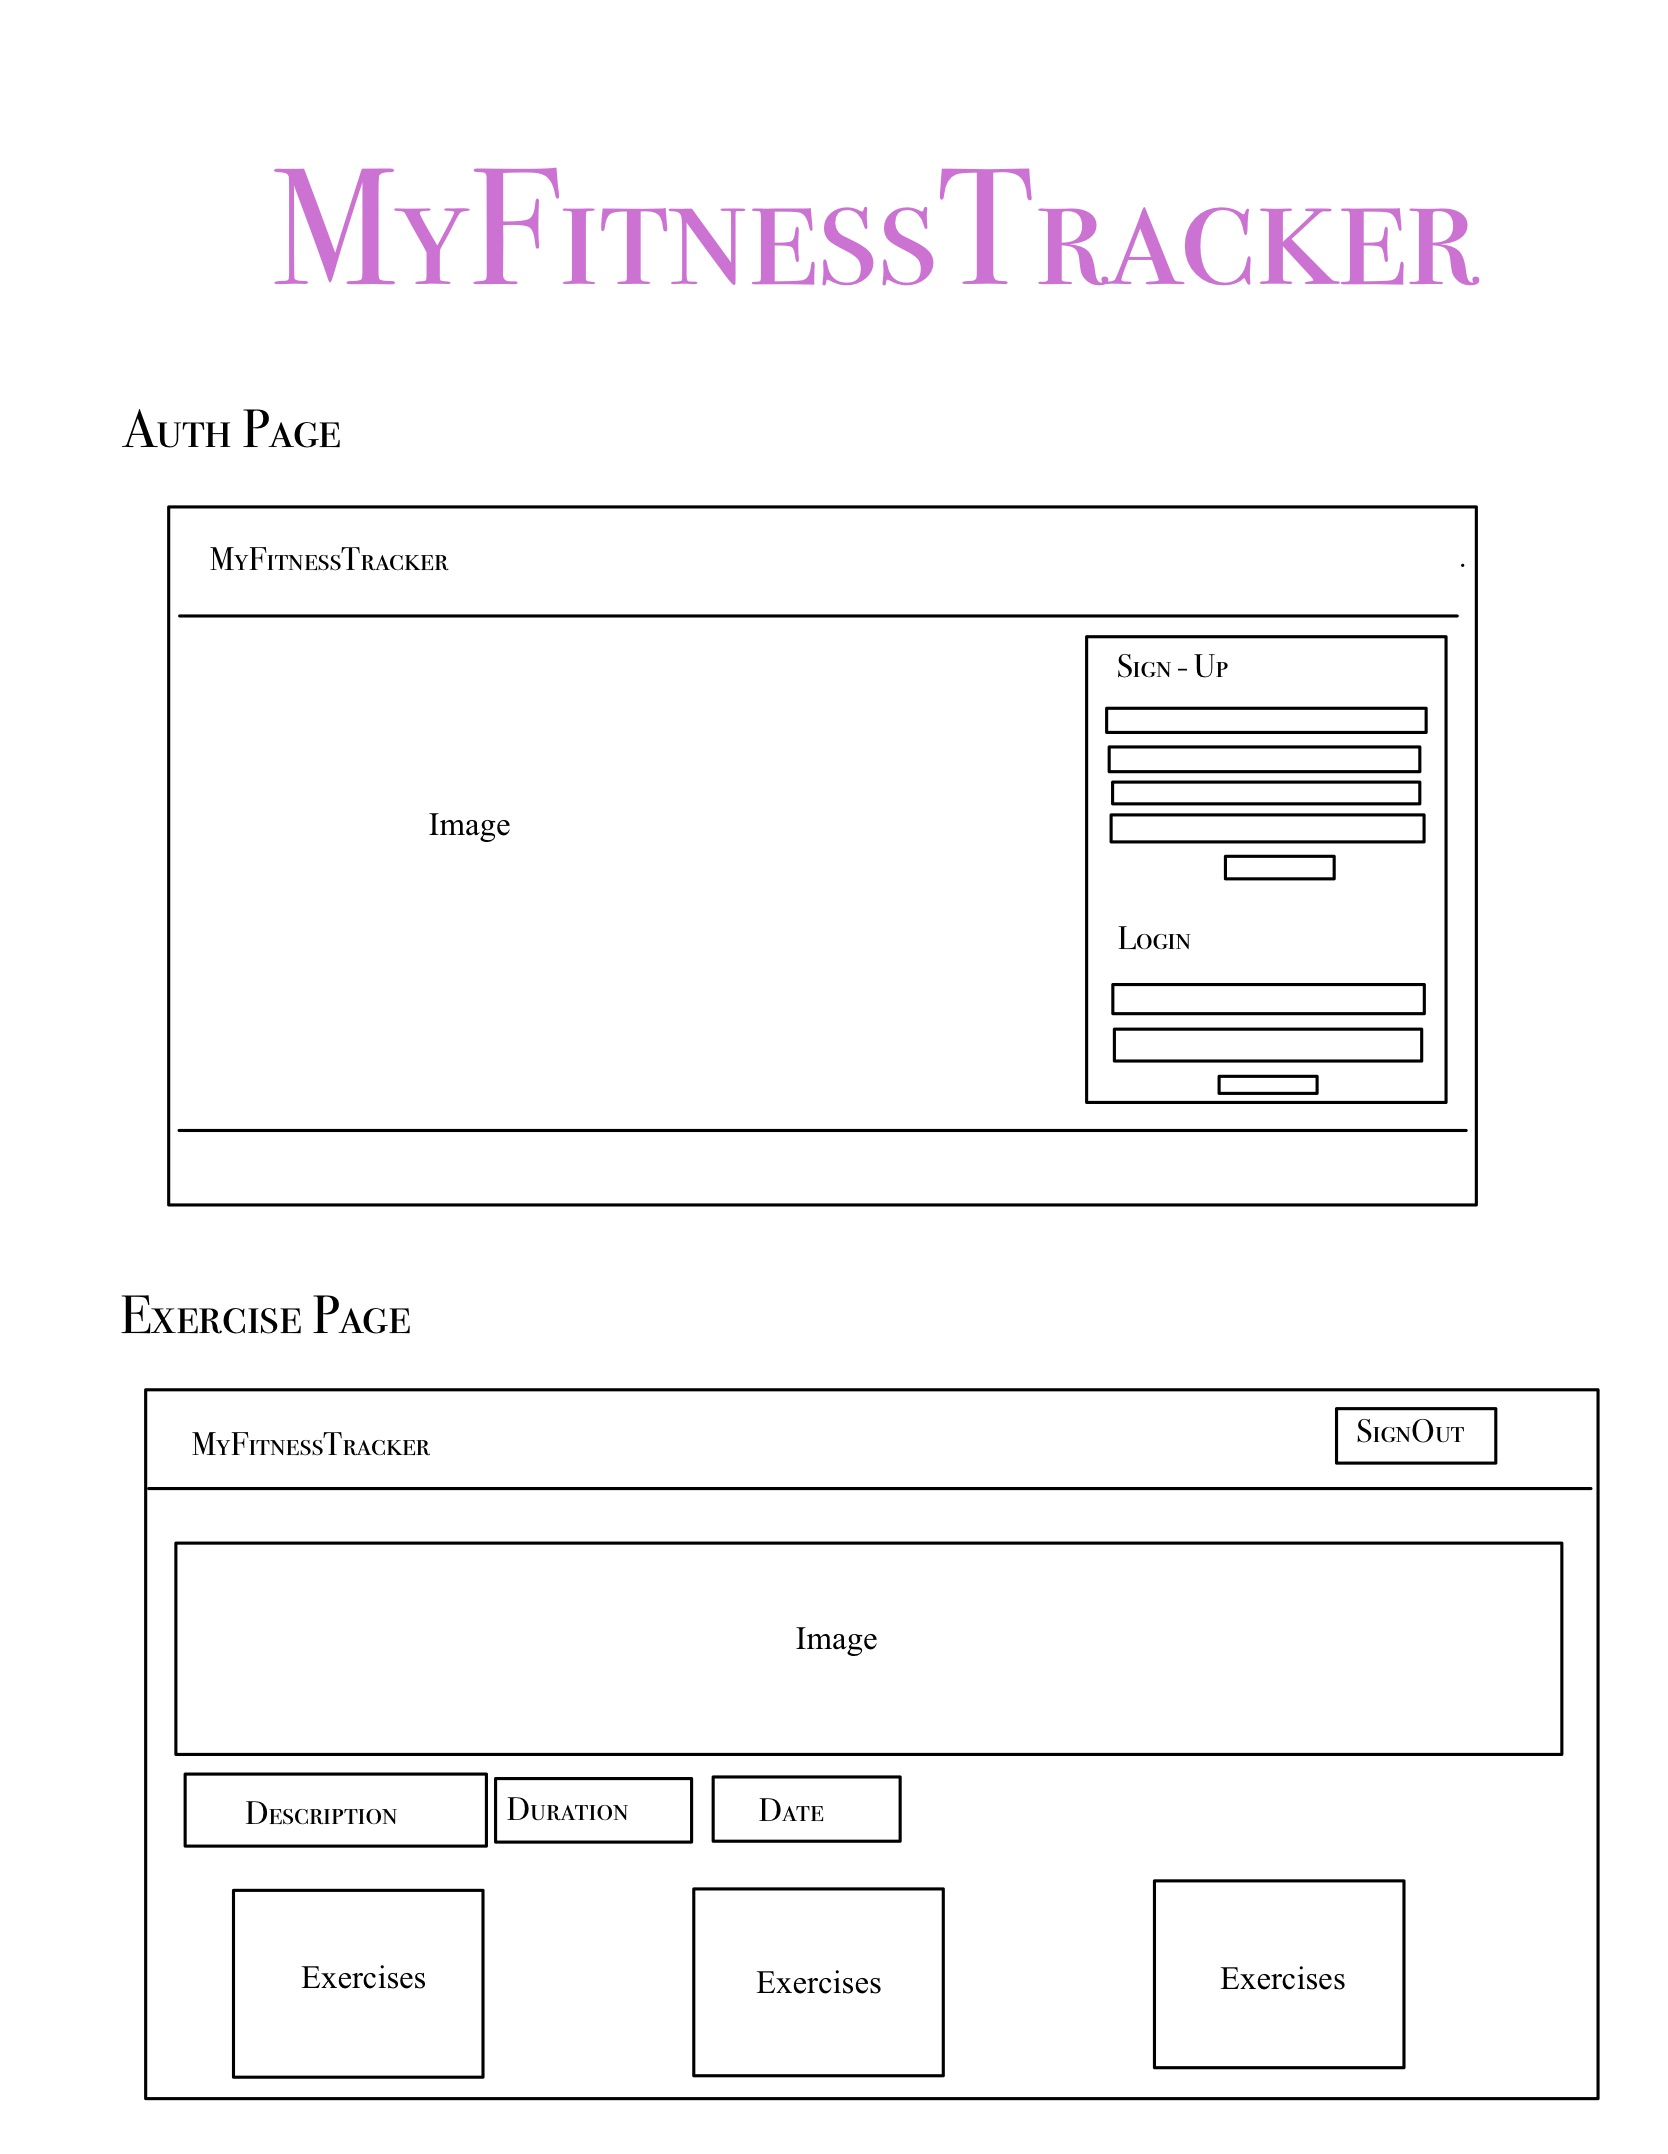 MyFitnessTracker
Auth Page
MyFitnessTracker
.
Sign - Up
Image
Login
Exercise Page
MyFitnessTracker
SignOut
Image
Description
Duration
Date
Exercises
Exercises
Exercises